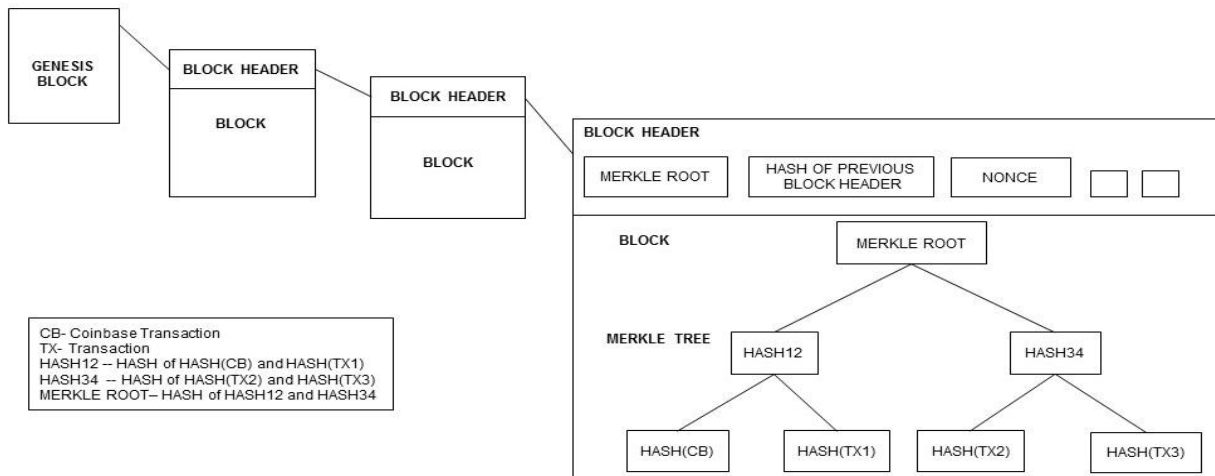 GENESIS
BLOCK
BLOCK HEADER
BLOCK
BLOCK HEADER
BLOCK
BLOCK HEADER
MERKLE ROOT
HASH OF PREVIOUS
BLOCK HEADER
NONCE
BLOCK
MERKLE ROOT
MERKLE TREE
HASH12
HASH34
HASH(CB)
HASH(TX1)
HASH(TX2)
HASH(TX3)
CB- Coinbase Transaction
TX- Transaction
HASH12 -- HASH of HASH(CB) and HASH(TX1)
HASH34 -- HASH of HASH(TX2) and HASH(TX3)
MERKLE ROOT– HASH of HASH12 and HASH34